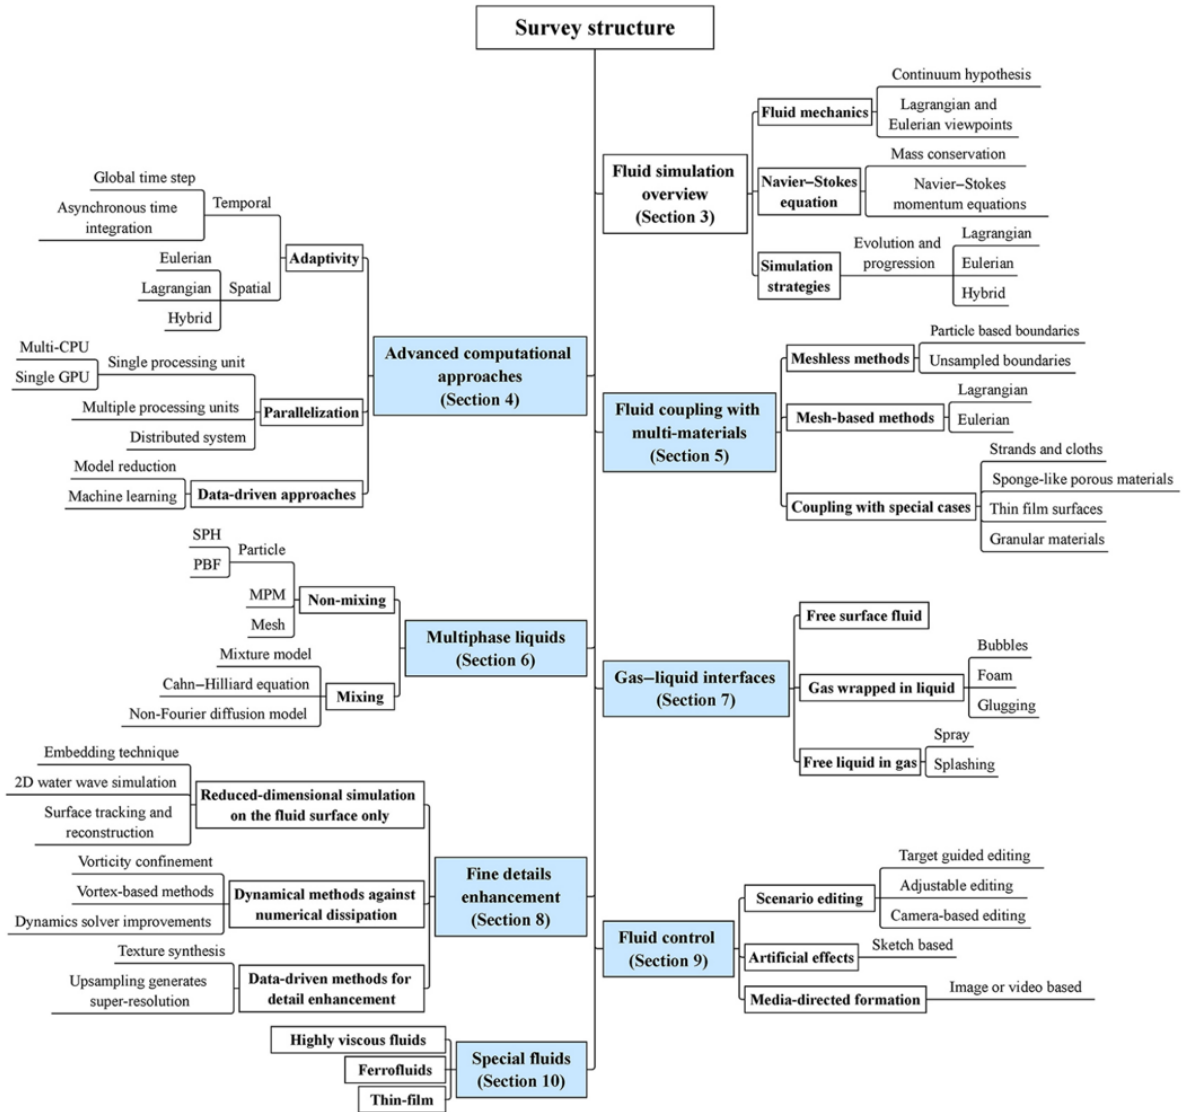 Survey structure
Fluid simulation
overview
(Section 3)
Fluid mechanics
Continuum hypothesis
Lagrangian and
Eulerian viewpoints
Navier–Stokes
equation
Mass conservation
Navier–Stokes
momentum equations
Simulation
strategies
Evolution and
progression
Lagrangian
Eulerian
Hybrid
Advanced computational
approaches
(Section 4)
Adaptivity
Temporal
Global time step
Asynchronous time
integration
Spatial
Eulerian
Lagrangian
Hybrid
Parallelization
Single processing unit
Multi-CPU
Single GPU
Multiple processing units
Distributed system
Data-driven approaches
Model reduction
Machine learning
Fluid coupling with
multi-materials
(Section 5)
Meshless methods
Particle based boundaries
Unsampled boundaries
Mesh-based methods
Lagrangian
Eulerian
Coupling with special cases
Strands and cloths
Sponge-like porous materials
Thin film surfaces
Granular materials
Multiphase liquids
(Section 6)
Non-mixing
Particle
SPH
PBF
MPM
Mesh
Mixing
Mixture model
Cahn–Hilliard equation
Non-Fourier diffusion model
Gas–liquid interfaces
(Section 7)
Free surface fluid
Gas wrapped in liquid
Bubbles
Foam
Glugging
Free liquid in gas
Spray
Splashing
Fine details
enhancement
(Section 8)
Reduced-dimensional simulation
on the fluid surface only
Embedding technique
2D water wave simulation
Surface tracking and
reconstruction
Dynamical methods against
numerical dissipation
Vorticity confinement
Vortex-based methods
Dynamics solver improvements
Data-driven methods for
detail enhancement
Texture synthesis
Upsampling generates
super-resolution
Fluid control
(Section 9)
Scenario editing
Target guided editing
Adjustable editing
Camera-based editing
Artificial effects
Sketch based
Media-directed formation
Image or video based
Special fluids
(Section 10)
Highly viscous fluids
Ferrofluids
Thin-film